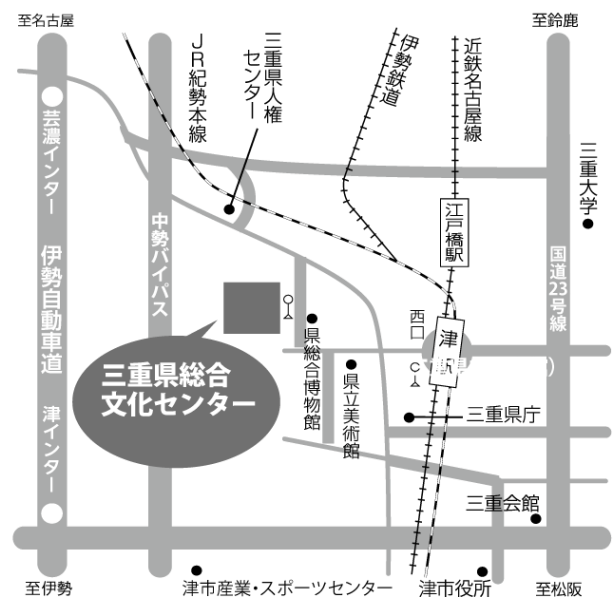 至名古屋
至鈴鹿
JR紀勢本線
三重県人権
センター
伊勢鉄道
近鉄名古屋線
芸濃インター
三重大学
中勢バイパス
江戸橋駅
伊勢自動車道
国道23号線
西口
津
県総合博物館
県立美術館
三重県総合
文化センター
三重県庁
津インター
三重会館
至伊勢
津市産業・スポーツセンター
津市役所
至松阪